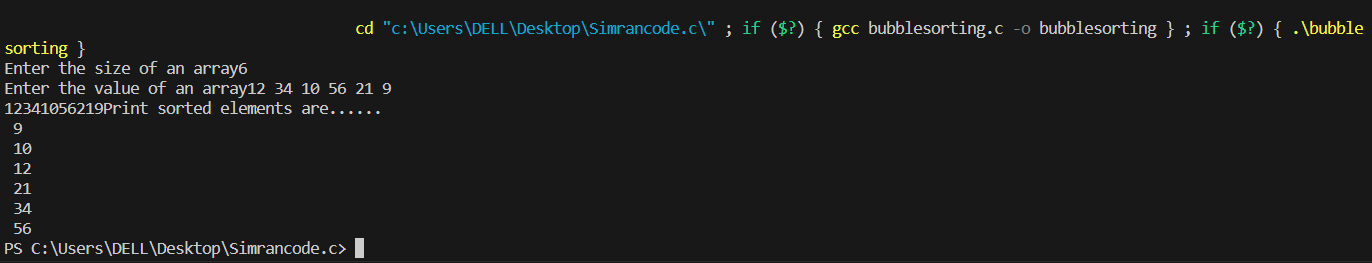 cd "c:\Users\DELL\Desktop\Simrancode.c\" ; if ($?) { gcc bubblesorting.c -o bubblesorting } ; if ($?) { .\bubble
sorting }
Enter the size of an array6
Enter the value of an array12 34 10 56 21 9
12341056219Print sorted elements are......
9
10
12
21
34
56
PS C:\Users\DELL\Desktop\Simrancode.c>